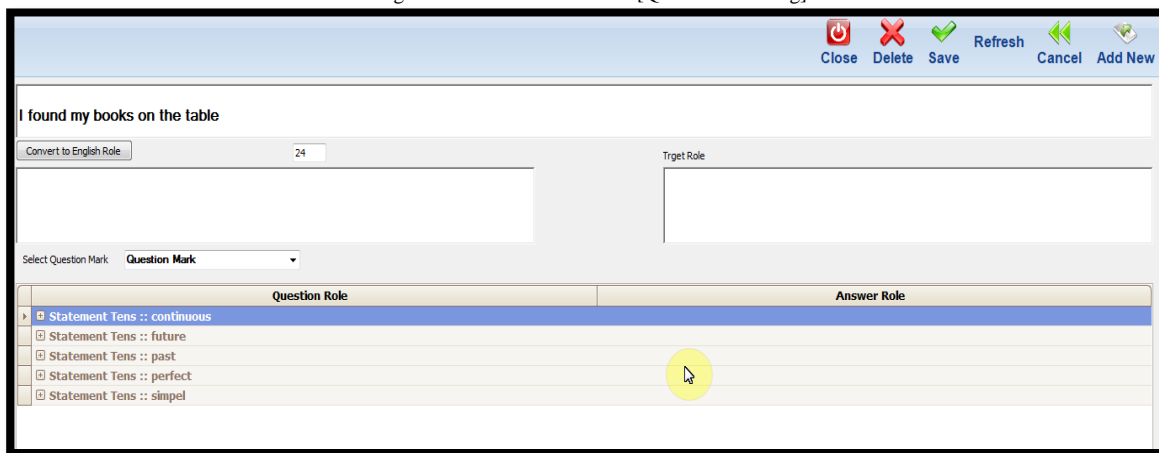 Close Delete Save Refresh Cancel Add New
I found my books on the table
Convert to English Role 24 Trget Role
Select Question Mark Question Mark
Question Role Answer Role
Statement Tens :: continuous
Statement Tens :: future
Statement Tens :: past
Statement Tens :: perfect
Statement Tens :: simpel